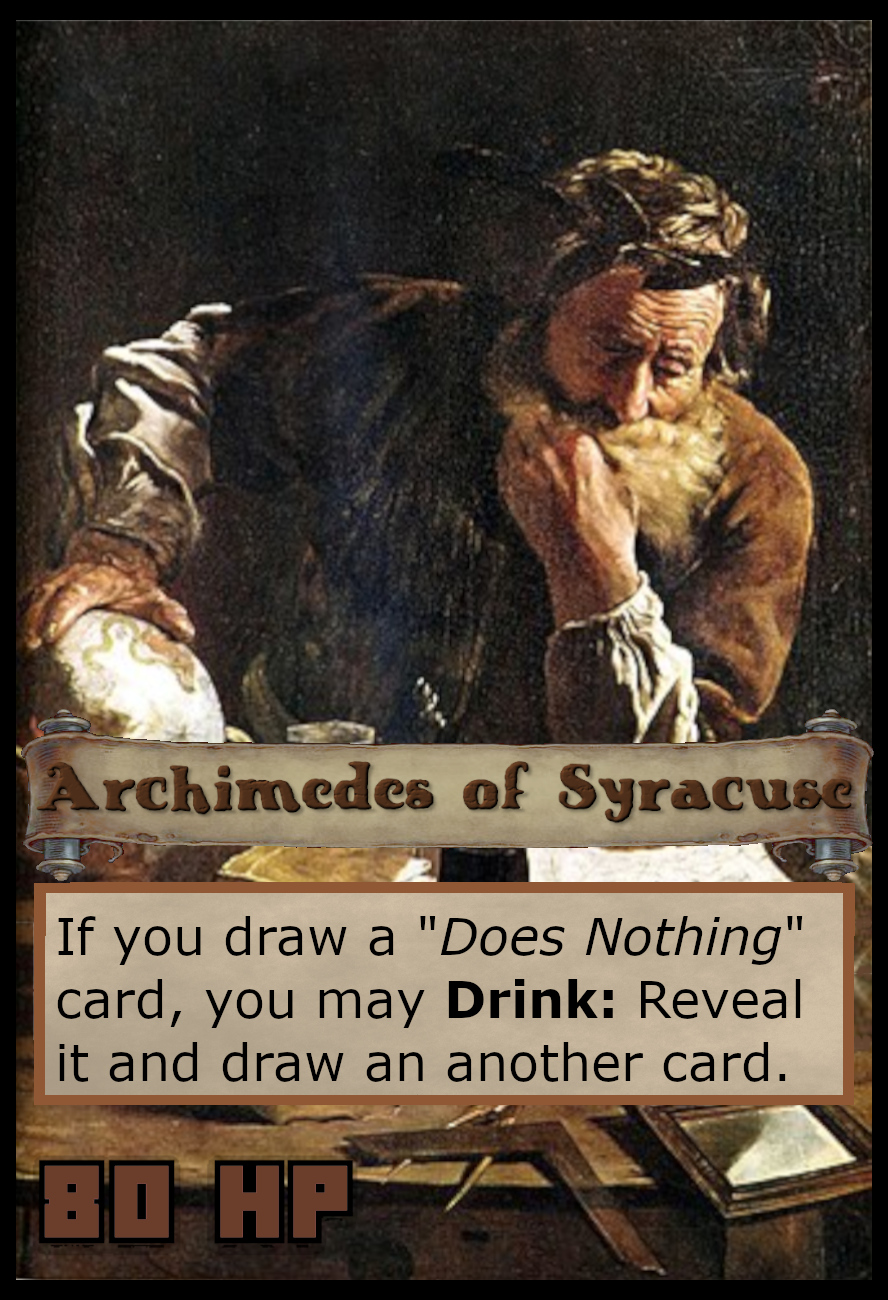 Archimedes of Syracuse
If you draw a "Does Nothing"
card, you may Drink: Reveal
it and draw an another card.
80 HP